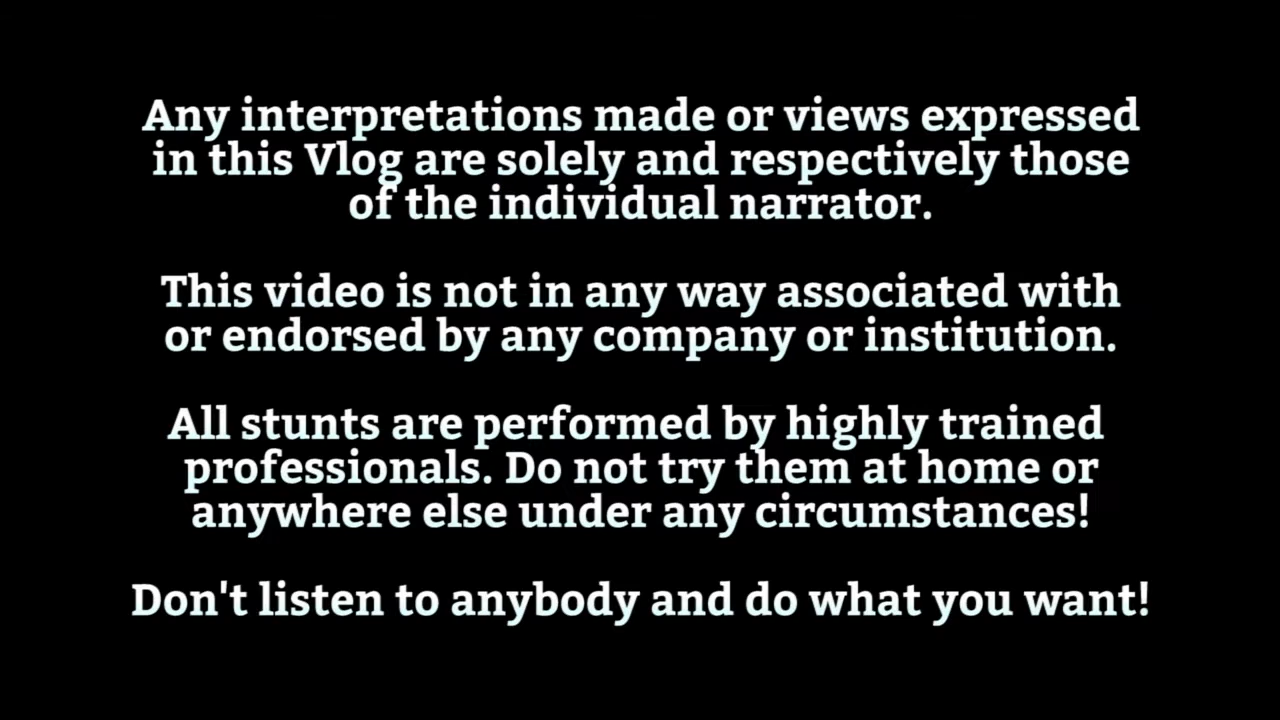 Any interpretations made or views expressed
in this Vlog are solely and respectively those
of the individual narrator.
This video is not in any way associated with
or endorsed by any company or institution.
All stunts are performed by highly trained
professionals. Do not try them at home or
anywhere else under any circumstances!
Don't listen to anybody and do what you want!